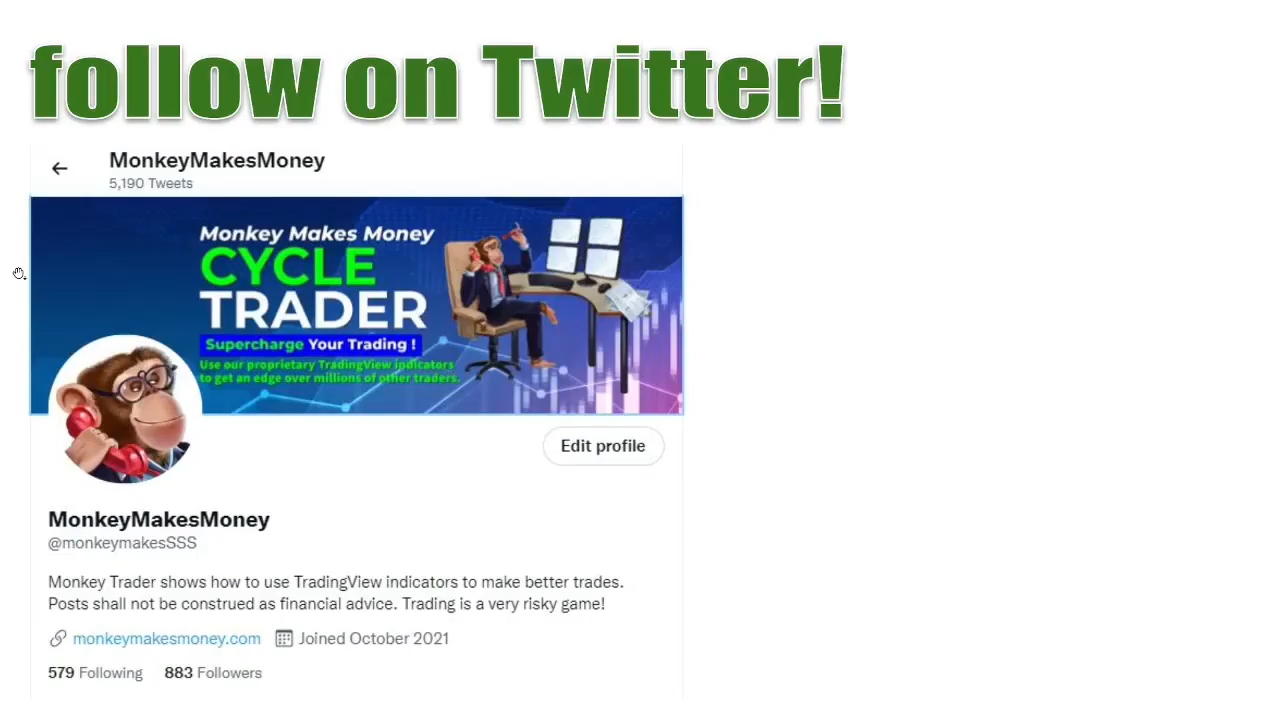 follow on Twitter!
MonkeyMakesMoney
5,190 Tweets
Monkey Makes Money
CYCLE
TRADER
Supercharge Your Trading !
Use our proprietary TradingView indicators
to get an edge over millions of other traders.
Edit profile
MonkeyMakesMoney
@monkeymakesSSS
Monkey Trader shows how to use TradingView indicators to make better trades.
Posts shall not be construed as financial advice. Trading is a very risky game!
monkeymakesmoney.com Joined October 2021
579 Following 883 Followers